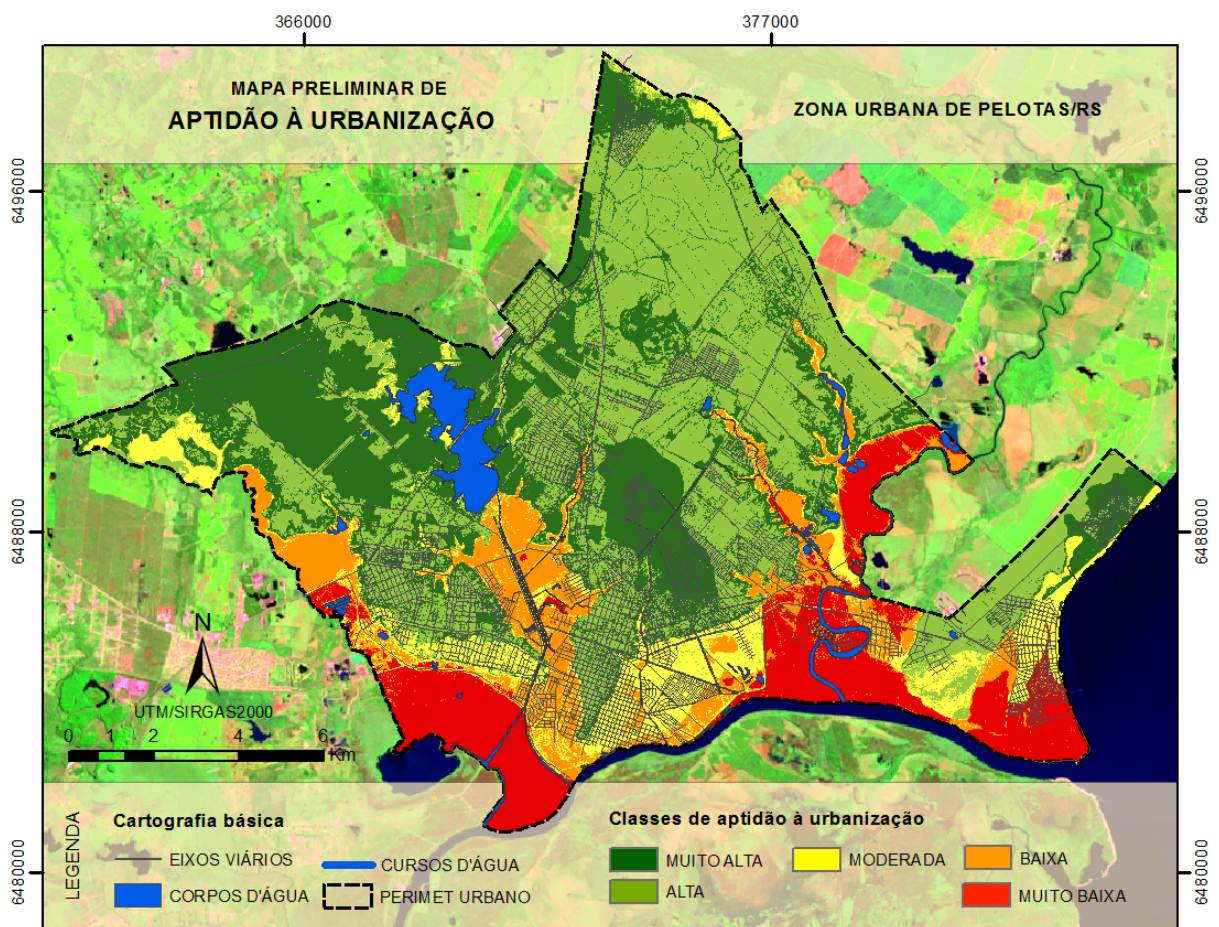 366000
377000
MAPA PRELIMINAR DE
APTIDÃO À URBANIZAÇÃO
ZONA URBANA DE PELOTAS/RS
6496000
6496000
6488000
6488000
N
UTM/SIRGAS2000
0 1 2 4 6
Km
LEGENDA
Cartografia básica
EIXOS VIÁRIOS
CURSOS D'ÁGUA
CORPOS D'ÁGUA
PERIMET URBANO
Classes de aptidão à urbanização
MUITO ALTA
MODERADA
BAIXA
ALTA
MUITO BAIXA
6480000
6480000